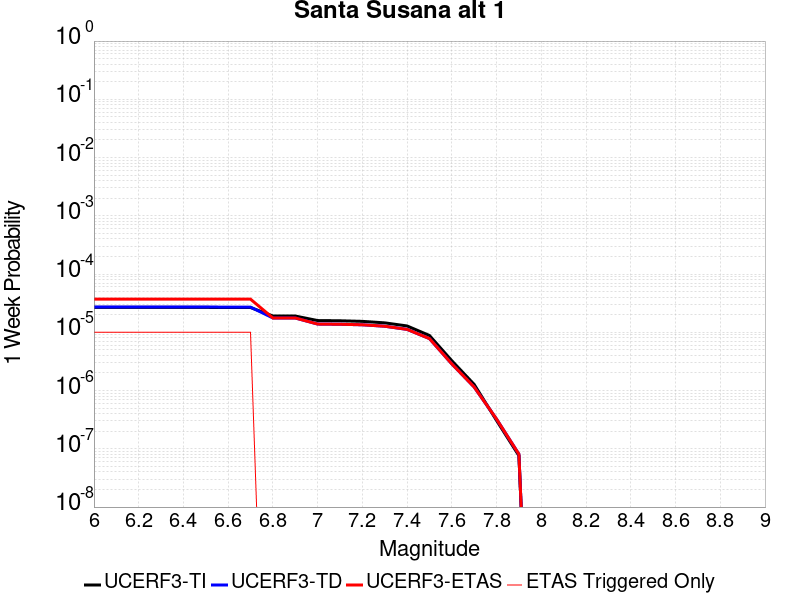 Santa Susana alt 1
10^0
10^-1
10^-2
10^-3
10^-4
10^-5
10^-6
10^-7
10^-8
1 Week Probability
6 6.2 6.4 6.6 6.8 7 7.2 7.4 7.6 7.8 8 8.2 8.4 8.6 8.8 9
Magnitude
UCERF3-TI UCERF3-TD UCERF3-ETAS ETAS Triggered Only